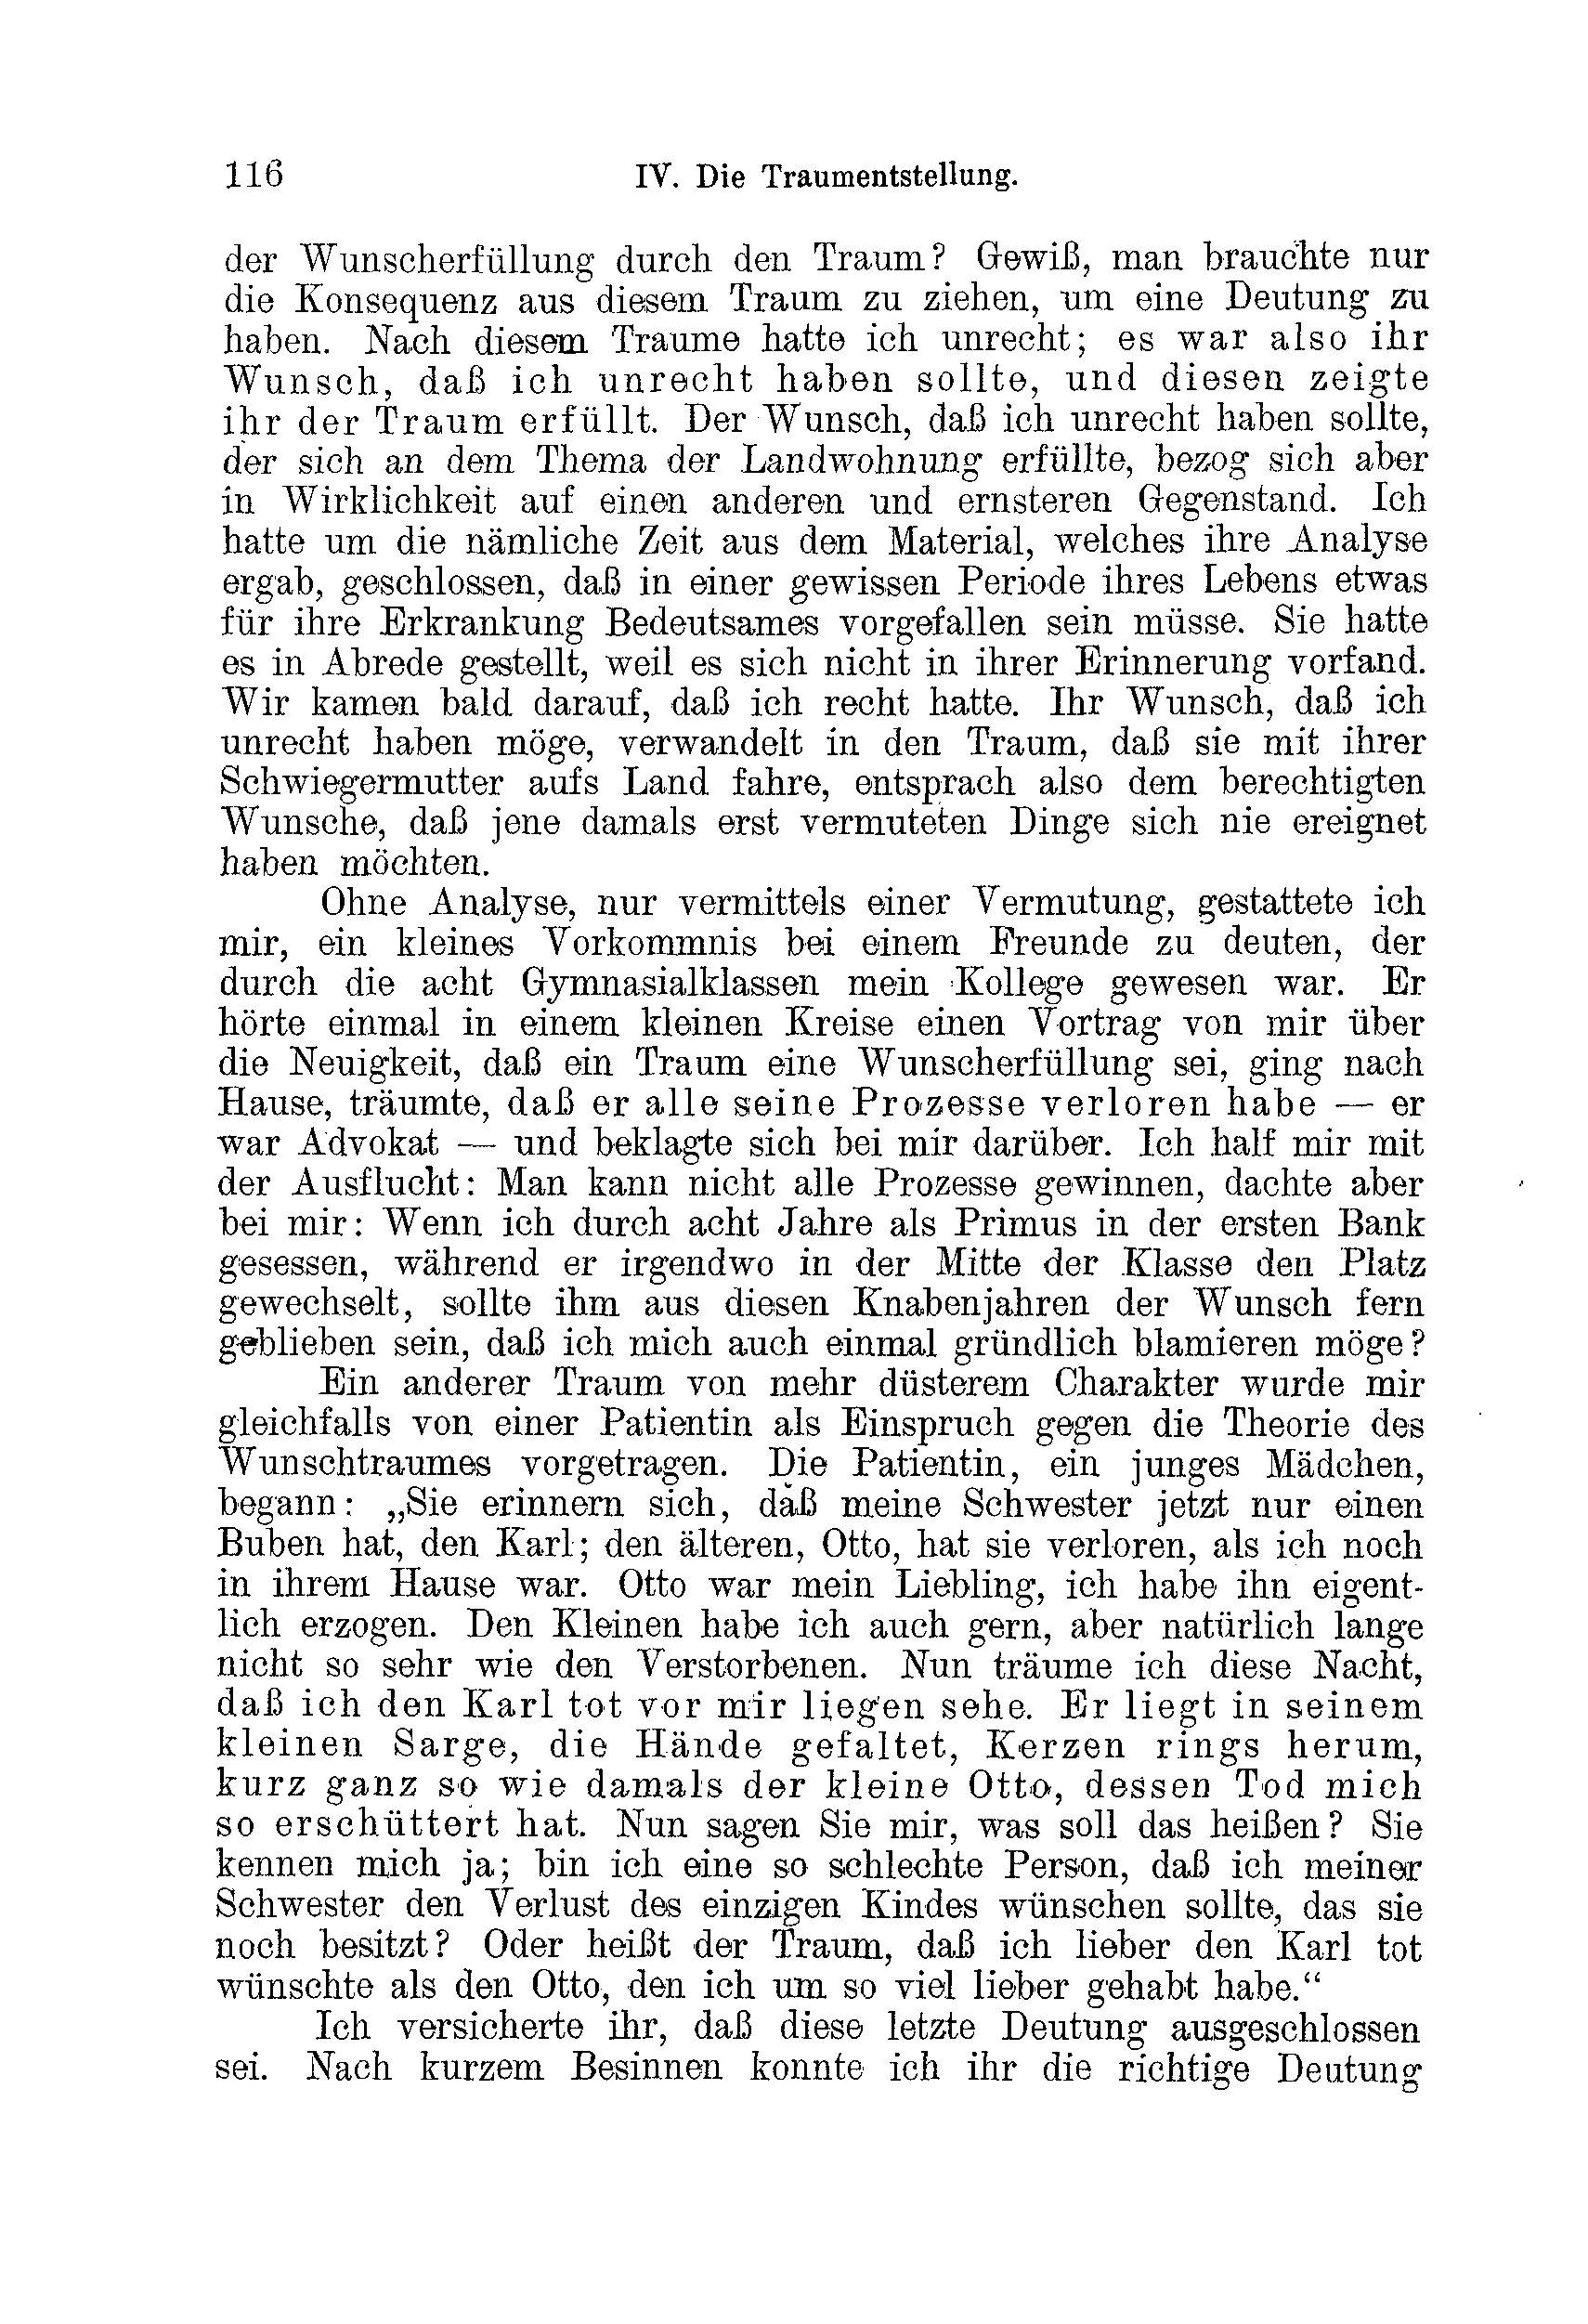 116 IV. Die Traumentstellung.
der Wunscherfüllung durch den Traum? Gewiß, man brauchte nur
die Konsequenz aus diesem Traum zu ziehen, um eine Deutung zu
haben. Nach diesem Traume hatte ich unrecht; es war also ihr
Wunsch, daß ich unrecht haben sollte, und diesen zeigte
ihr der Traum erfüllt. Der Wunsch, daß ich unrecht haben sollte,
der sich an dem Thema der Landwohnung erfüllte, bezog sich aber
in Wirklichkeit auf einen anderen und ernsteren Gegenstand. Ich
hatte um die nämliche Zeit aus dem Material, welches ihre Analyse
ergab, geschlossen, daß in einer gewissen Periode ihres Lebens etwas
für ihre Erkrankung Bedeutsames vorgefallen sein müsse. Sie hatte
es in Abrede gestellt, weil es sich nicht in ihrer Erinnerung vorfand.
Wir kamen bald darauf, daß ich recht hatte. Ihr Wunsch, daß ich
unrecht haben möge, verwandelt in den Traum, daß sie mit ihrer
Schwiegermutter aufs Land fahre, entsprach also dem berechtigten
Wunsche, daß jene damals erst vermuteten Dinge sich nie ereignet
haben möchten.
Ohne Analyse, nur vermittels einer Vermutung, gestattete ich
mir, ein kleines Vorkommnis bei einem Freunde zu deuten, der
durch die acht Gymnasialklassen mein Kollege gewesen war. Er
hörte einmal in einem kleinen Kreise einen Vortrag von mir über
die Neuigkeit, daß ein Traum eine Wunscherfüllung sei, ging nach
Hause, träumte, daß er alle seine Prozesse verloren habe — er
war Advokat — und beklagte sich bei mir darüber. Ich half mir mit
der Ausflucht: Man kann nicht alle Prozesse gewinnen, dachte aber
bei mir: Wenn ich durch acht Jahre als Primus in der ersten Bank
gesessen, während er irgendwo in der Mitte der Klasse den Platz
gewechselt, sollte ihm aus diesen Knabenjahren der Wunsch fern
geblieben sein, daß ich mich auch einmal gründlich blamieren möge?
Ein anderer Traum von mehr düsterem Charakter wurde mir
gleichfalls von einer Patientin als Einspruch gegen die Theorie des
Wunschtraumes vorgetragen. Die Patientin, ein junges Mädchen,
begann: „Sie erinnern sich, daß meine Schwester jetzt nur einen
Buben hat, den Karl; den älteren, Otto, hat sie verloren, als ich noch
in ihrem Hause war. Otto war mein Liebling, ich habe ihn eigent-
lich erzogen. Den Kleinen habe ich auch gern, aber natürlich lange
nicht so sehr wie den Verstorbenen. Nun träume ich diese Nacht,
daß ich den Karl tot vor mir liegen sehe. Er liegt in seinem
kleinen Sarge, die Hände gefaltet, Kerzen rings herum,
kurz ganz so wie damals der kleine Otto, dessen Tod mich
so erschüttert hat. Nun sagen Sie mir, was soll das heißen? Sie
kennen mich ja; bin ich eine so schlechte Person, daß ich meiner
Schwester den Verlust des einzigen Kindes wünschen sollte, das sie
noch besitzt? Oder heißt der Traum, daß ich lieber den Karl tot
wünschte als den Otto, den ich um so viel lieber gehabt habe.“
Ich versicherte ihr, daß diese letzte Deutung ausgeschlossen
sei. Nach kurzem Besinnen konnte ich ihr die richtige Deutung